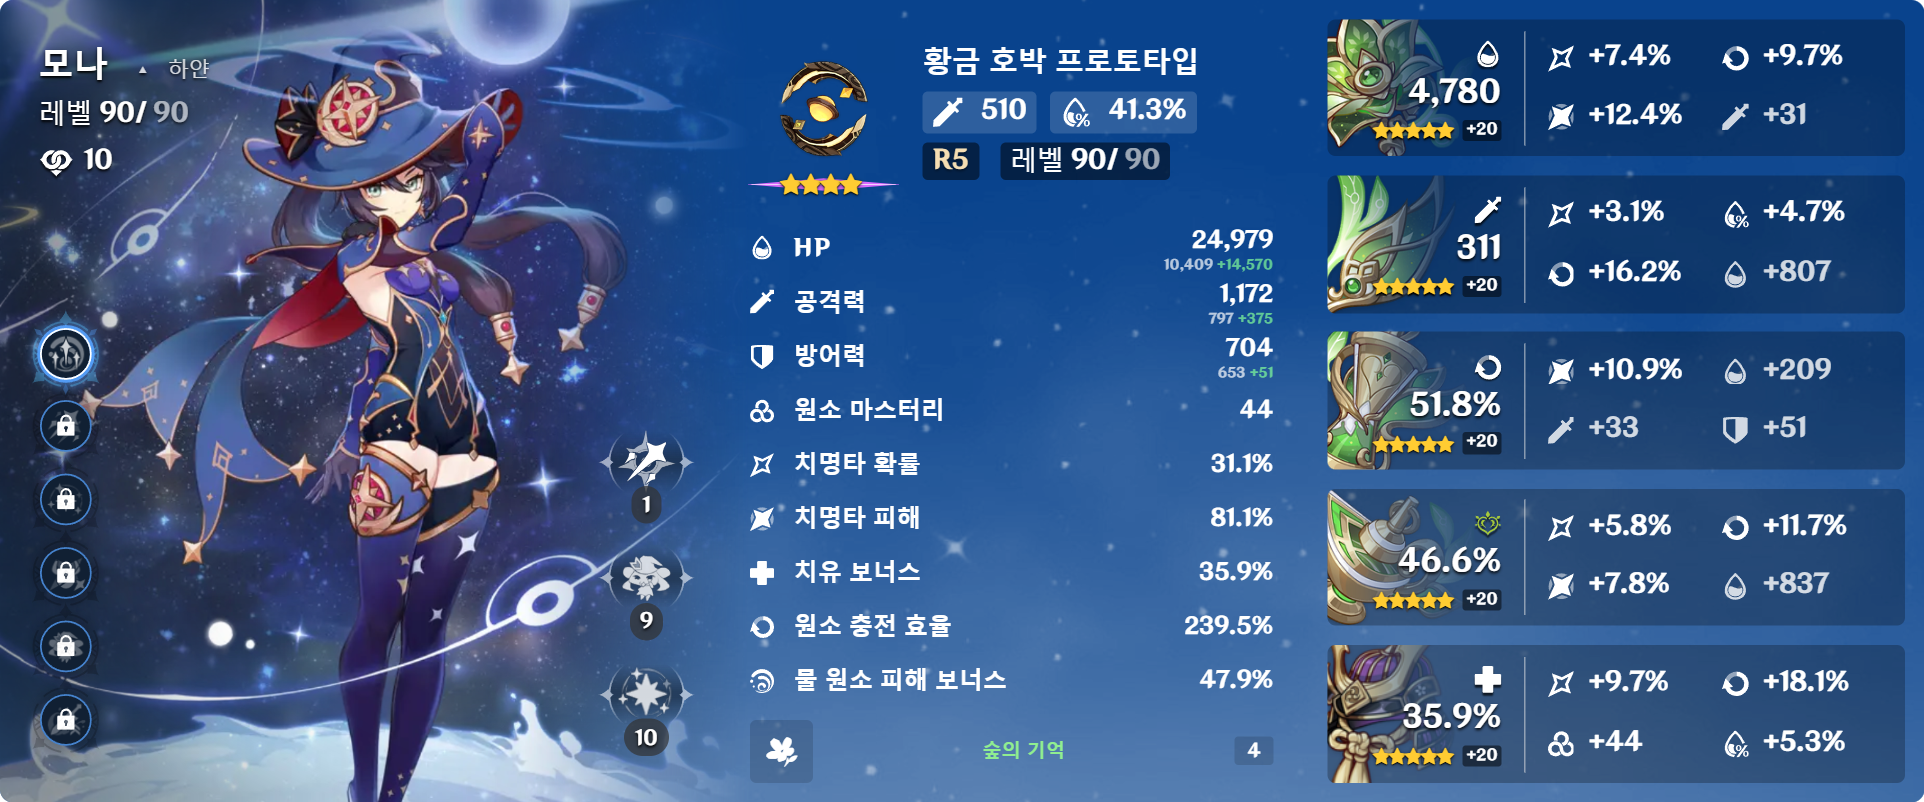 모나 ▲ 하얀
레벨 90/ 90
10
1
9
10
황금 호박 프로토타입
510 41.3%
R5 레벨 90/ 90
HP 24,979
10,409 +14,570
공격력 1,172
797 +375
방어력 704
653 +51
원소 마스터리 44
치명타 확률 31.1%
치명타 피해 81.1%
치유 보너스 35.9%
원소 충전 효율 239.5%
물 원소 피해 보너스 47.9%
숲의 기억 4
4,780
+20
+7.4% +9.7%
+12.4% +31
311
+20
+3.1% +4.7%
+16.2% +807
51.8%
+20
+10.9% +209
+33 +51
46.6%
+20
+5.8% +11.7%
+7.8% +837
35.9%
+20
+9.7% +18.1%
+44 +5.3%